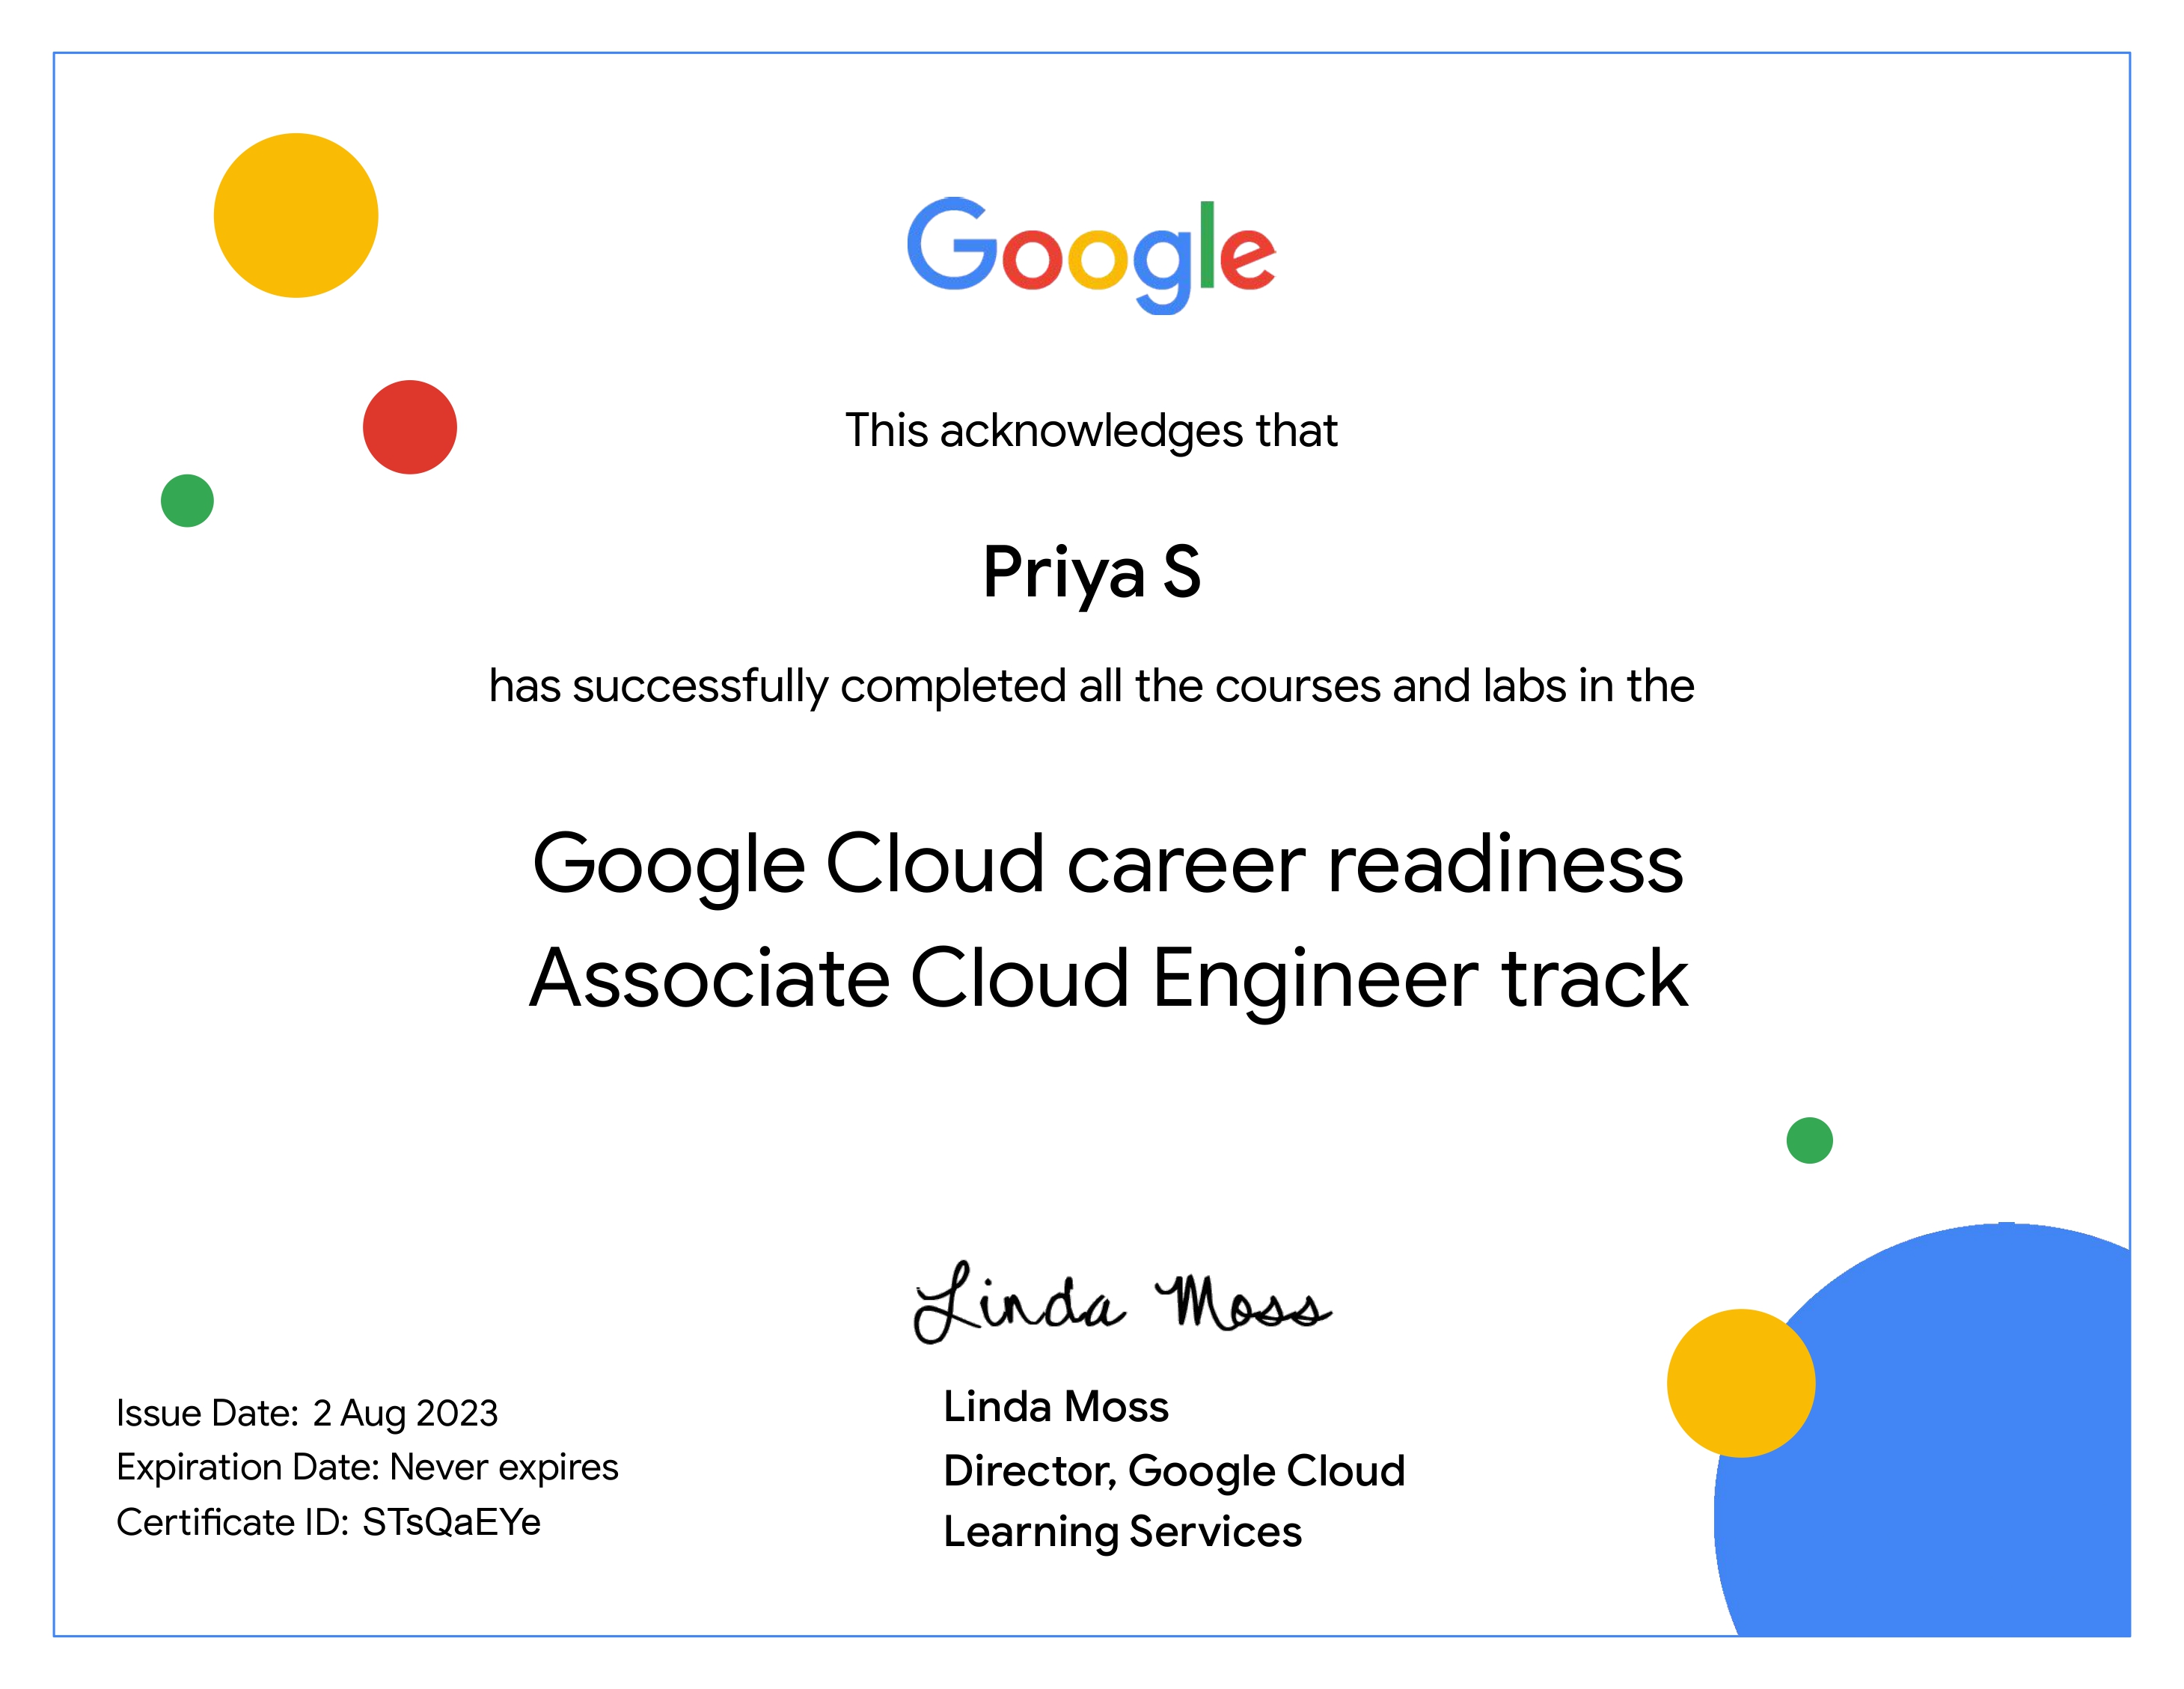 Google
This acknowledges that
Priya S
has successfully completed all the courses and labs in the
Google Cloud career readiness
Associate Cloud Engineer track
Linda Moss
Issue Date: 2 Aug 2023
Expiration Date: Never expires
Certificate ID: STsQaEYe
Linda Moss
Director, Google Cloud
Learning Services